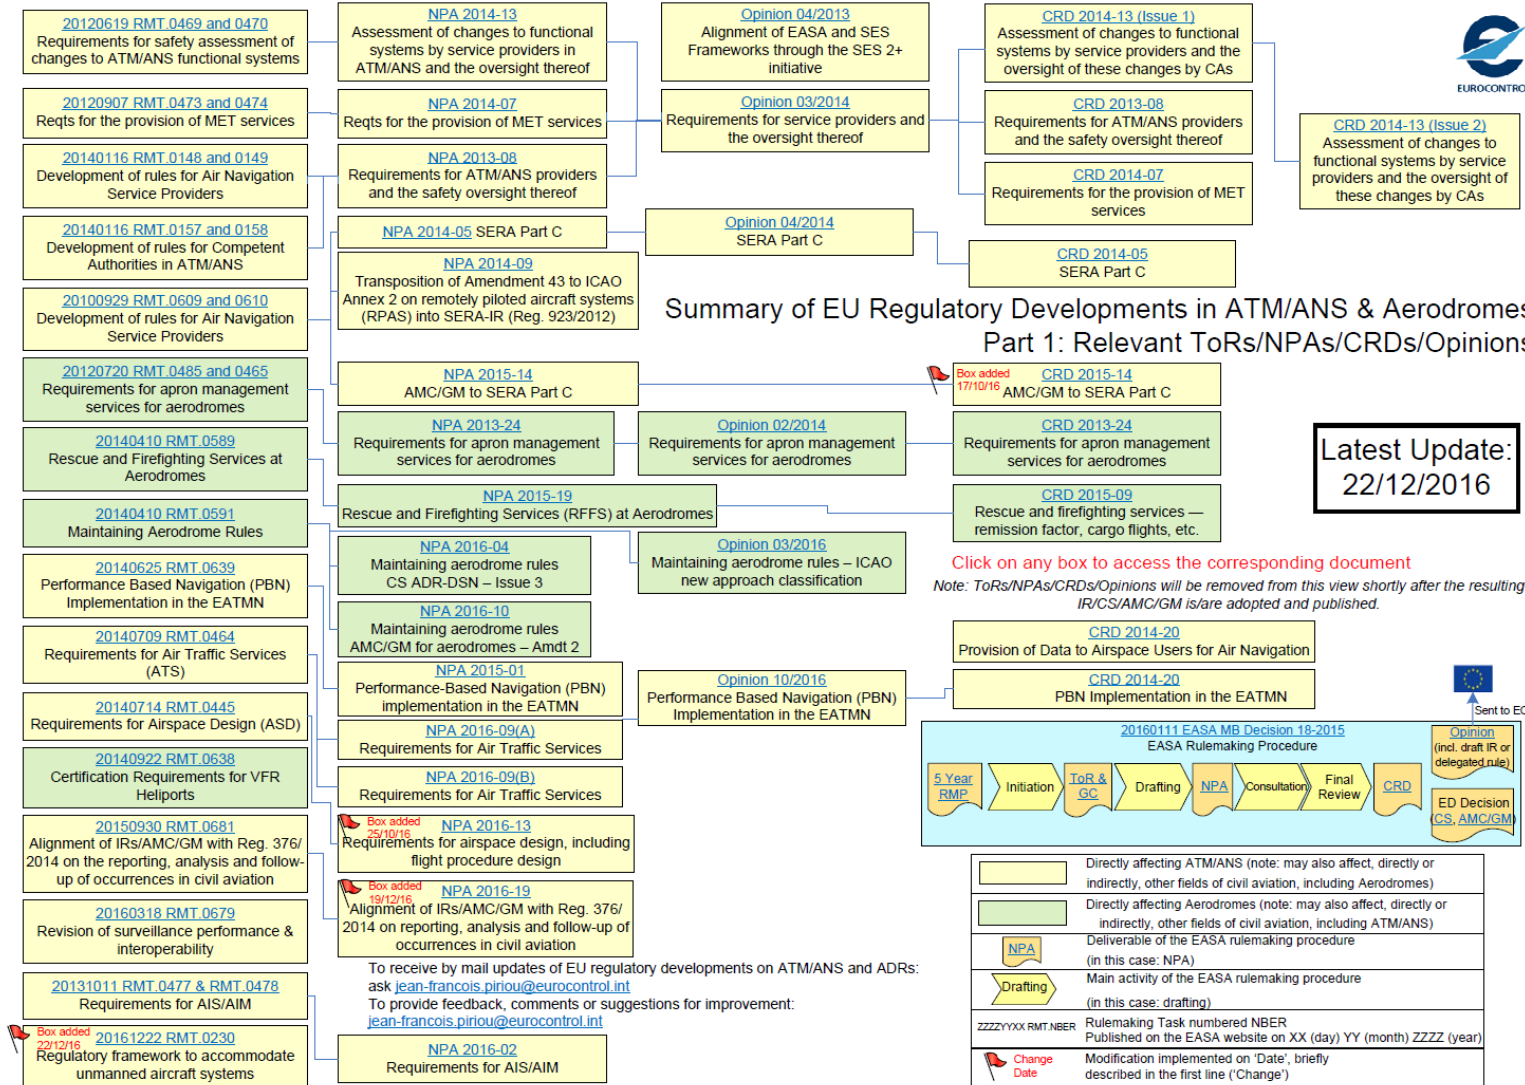 20120619 RMT.0469 and 0470
Requirements for safety assessment of
changes to ATM/ANS functional systems
20120907 RMT.0473 and 0474
Reqts for the provision of MET services
20140116 RMT.0148 and 0149
Development of rules for Air Navigation
Service Providers
20140116 RMT.0157 and 0158
Development of rules for Competent
Authorities in ATM/ANS
20100929 RMT.0609 and 0610
Development of rules for Air Navigation
Service Providers
20120720 RMT.0485 and 0465
Requirements for apron management
services for aerodromes
20140410 RMT.0589
Rescue and Firefighting Services at
Aerodromes
20140410 RMT.0591
Maintaining Aerodrome Rules
20140625 RMT.0639
Performance Based Navigation (PBN)
Implementation in the EATMN
20140709 RMT.0464
Requirements for Air Traffic Services
(ATS)
20140714 RMT.0445
Requirements for Airspace Design (ASD)
20140922 RMT.0638
Certification Requirements for VFR
Heliports
20150930 RMT.0681
Alignment of IRs/AMC/GM with Reg. 376/
2014 on the reporting, analysis and follow-
up of occurrences in civil aviation
20160318 RMT.0679
Revision of surveillance performance &
interoperability
20131011 RMT.0477 & RMT.0478
Requirements for AIS/AIM
Box added
22/12/16
20161222 RMT.0230
Regulatory framework to accommodate
unmanned aircraft systems
NPA 2014-13
Assessment of changes to functional
systems by service providers in
ATM/ANS and the oversight thereof
NPA 2014-07
Reqts for the provision of MET services
NPA 2013-08
Requirements for ATM/ANS providers
and the safety oversight thereof
NPA 2014-05 SERA Part C
NPA 2014-09
Transposition of Amendment 43 to ICAO
Annex 2 on remotely piloted aircraft systems
(RPAS) into SERA-IR (Reg. 923/2012)
NPA 2015-14
AMC/GM to SERA Part C
NPA 2013-24
Requirements for apron management
services for aerodromes
NPA 2015-19
Rescue and Firefighting Services (RFFS) at Aerodromes
NPA 2016-04
Maintaining aerodrome rules
CS ADR-DSN – Issue 3
NPA 2016-10
Maintaining aerodrome rules
AMC/GM for aerodromes – Amdt 2
NPA 2015-01
Performance-Based Navigation (PBN)
implementation in the EATMN
NPA 2016-09(A)
Requirements for Air Traffic Services
NPA 2016-09(B)
Requirements for Air Traffic Services
Box added
25/10/16
NPA 2016-13
Requirements for airspace design, including
flight procedure design
Box added
19/12/16
NPA 2016-19
Alignment of IRs/AMC/GM with Reg. 376/
2014 on reporting, analysis and follow-up of
occurrences in civil aviation
To receive by mail updates of EU regulatory developments on ATM/ANS and ADRs:
ask jean-francois.piriou@eurocontrol.int
To provide feedback, comments or suggestions for improvement:
jean-francois.piriou@eurocontrol.int
NPA 2016-02
Requirements for AIS/AIM
Opinion 04/2013
Alignment of EASA and SES
Frameworks through the SES 2+
initiative
Opinion 03/2014
Requirements for service providers and
the oversight thereof
Opinion 04/2014
SERA Part C
Opinion 02/2014
Requirements for apron management
services for aerodromes
Opinion 03/2016
Maintaining aerodrome rules – ICAO
new approach classification
Opinion 10/2016
Performance Based Navigation (PBN)
Implementation in the EATMN
CRD 2014-13 (Issue 1)
Assessment of changes to functional
systems by service providers and the
oversight of these changes by CAs
CRD 2013-08
Requirements for ATM/ANS providers
and the safety oversight thereof
CRD 2014-07
Requirements for the provision of MET
services
CRD 2014-05
SERA Part C
EUROCONTROL
CRD 2014-13 (Issue 2)
Assessment of changes to
functional systems by service
providers and the oversight of
these changes by CAs
Summary of EU Regulatory Developments in ATM/ANS & Aerodromes
Part 1: Relevant ToRs/NPAs/CRDs/Opinions
Box added
17/10/16
CRD 2015-14
AMC/GM to SERA Part C
CRD 2013-24
Requirements for apron management
services for aerodromes
CRD 2015-09
Rescue and firefighting services —
remission factor, cargo flights, etc.
Latest Update:
22/12/2016
Click on any box to access the corresponding document
Note: ToRs/NPAs/CRDs/Opinions will be removed from this view shortly after the resulting
IR/CS/AMC/GM is/are adopted and published.
CRD 2014-20
Provision of Data to Airspace Users for Air Navigation
CRD 2014-20
PBN Implementation in the EATMN
Sent to EC
20160111 EASA MB Decision 18-2015
EASA Rulemaking Procedure
5 Year
RMP
Initiation
ToR &
GC
Drafting
NPA
Consultation
Final
Review
CRD
Opinion
(incl. draft IR or
delegated rule)
ED Decision
(CS, AMC/GM)
Directly affecting ATM/ANS (note: may also affect, directly or
indirectly, other fields of civil aviation, including Aerodromes)
Directly affecting Aerodromes (note: may also affect, directly or
indirectly, other fields of civil aviation, including ATM/ANS)
NPA
Deliverable of the EASA rulemaking procedure
(in this case: NPA)
Drafting
Main activity of the EASA rulemaking procedure
(in this case: drafting)
ZZZZYYXX RMT.NBER
Rulemaking Task numbered NBER
Published on the EASA website on XX (day) YY (month) ZZZZ (year)
Change
Date
Modification implemented on ‘Date’, briefly
described in the first line (‘Change’)